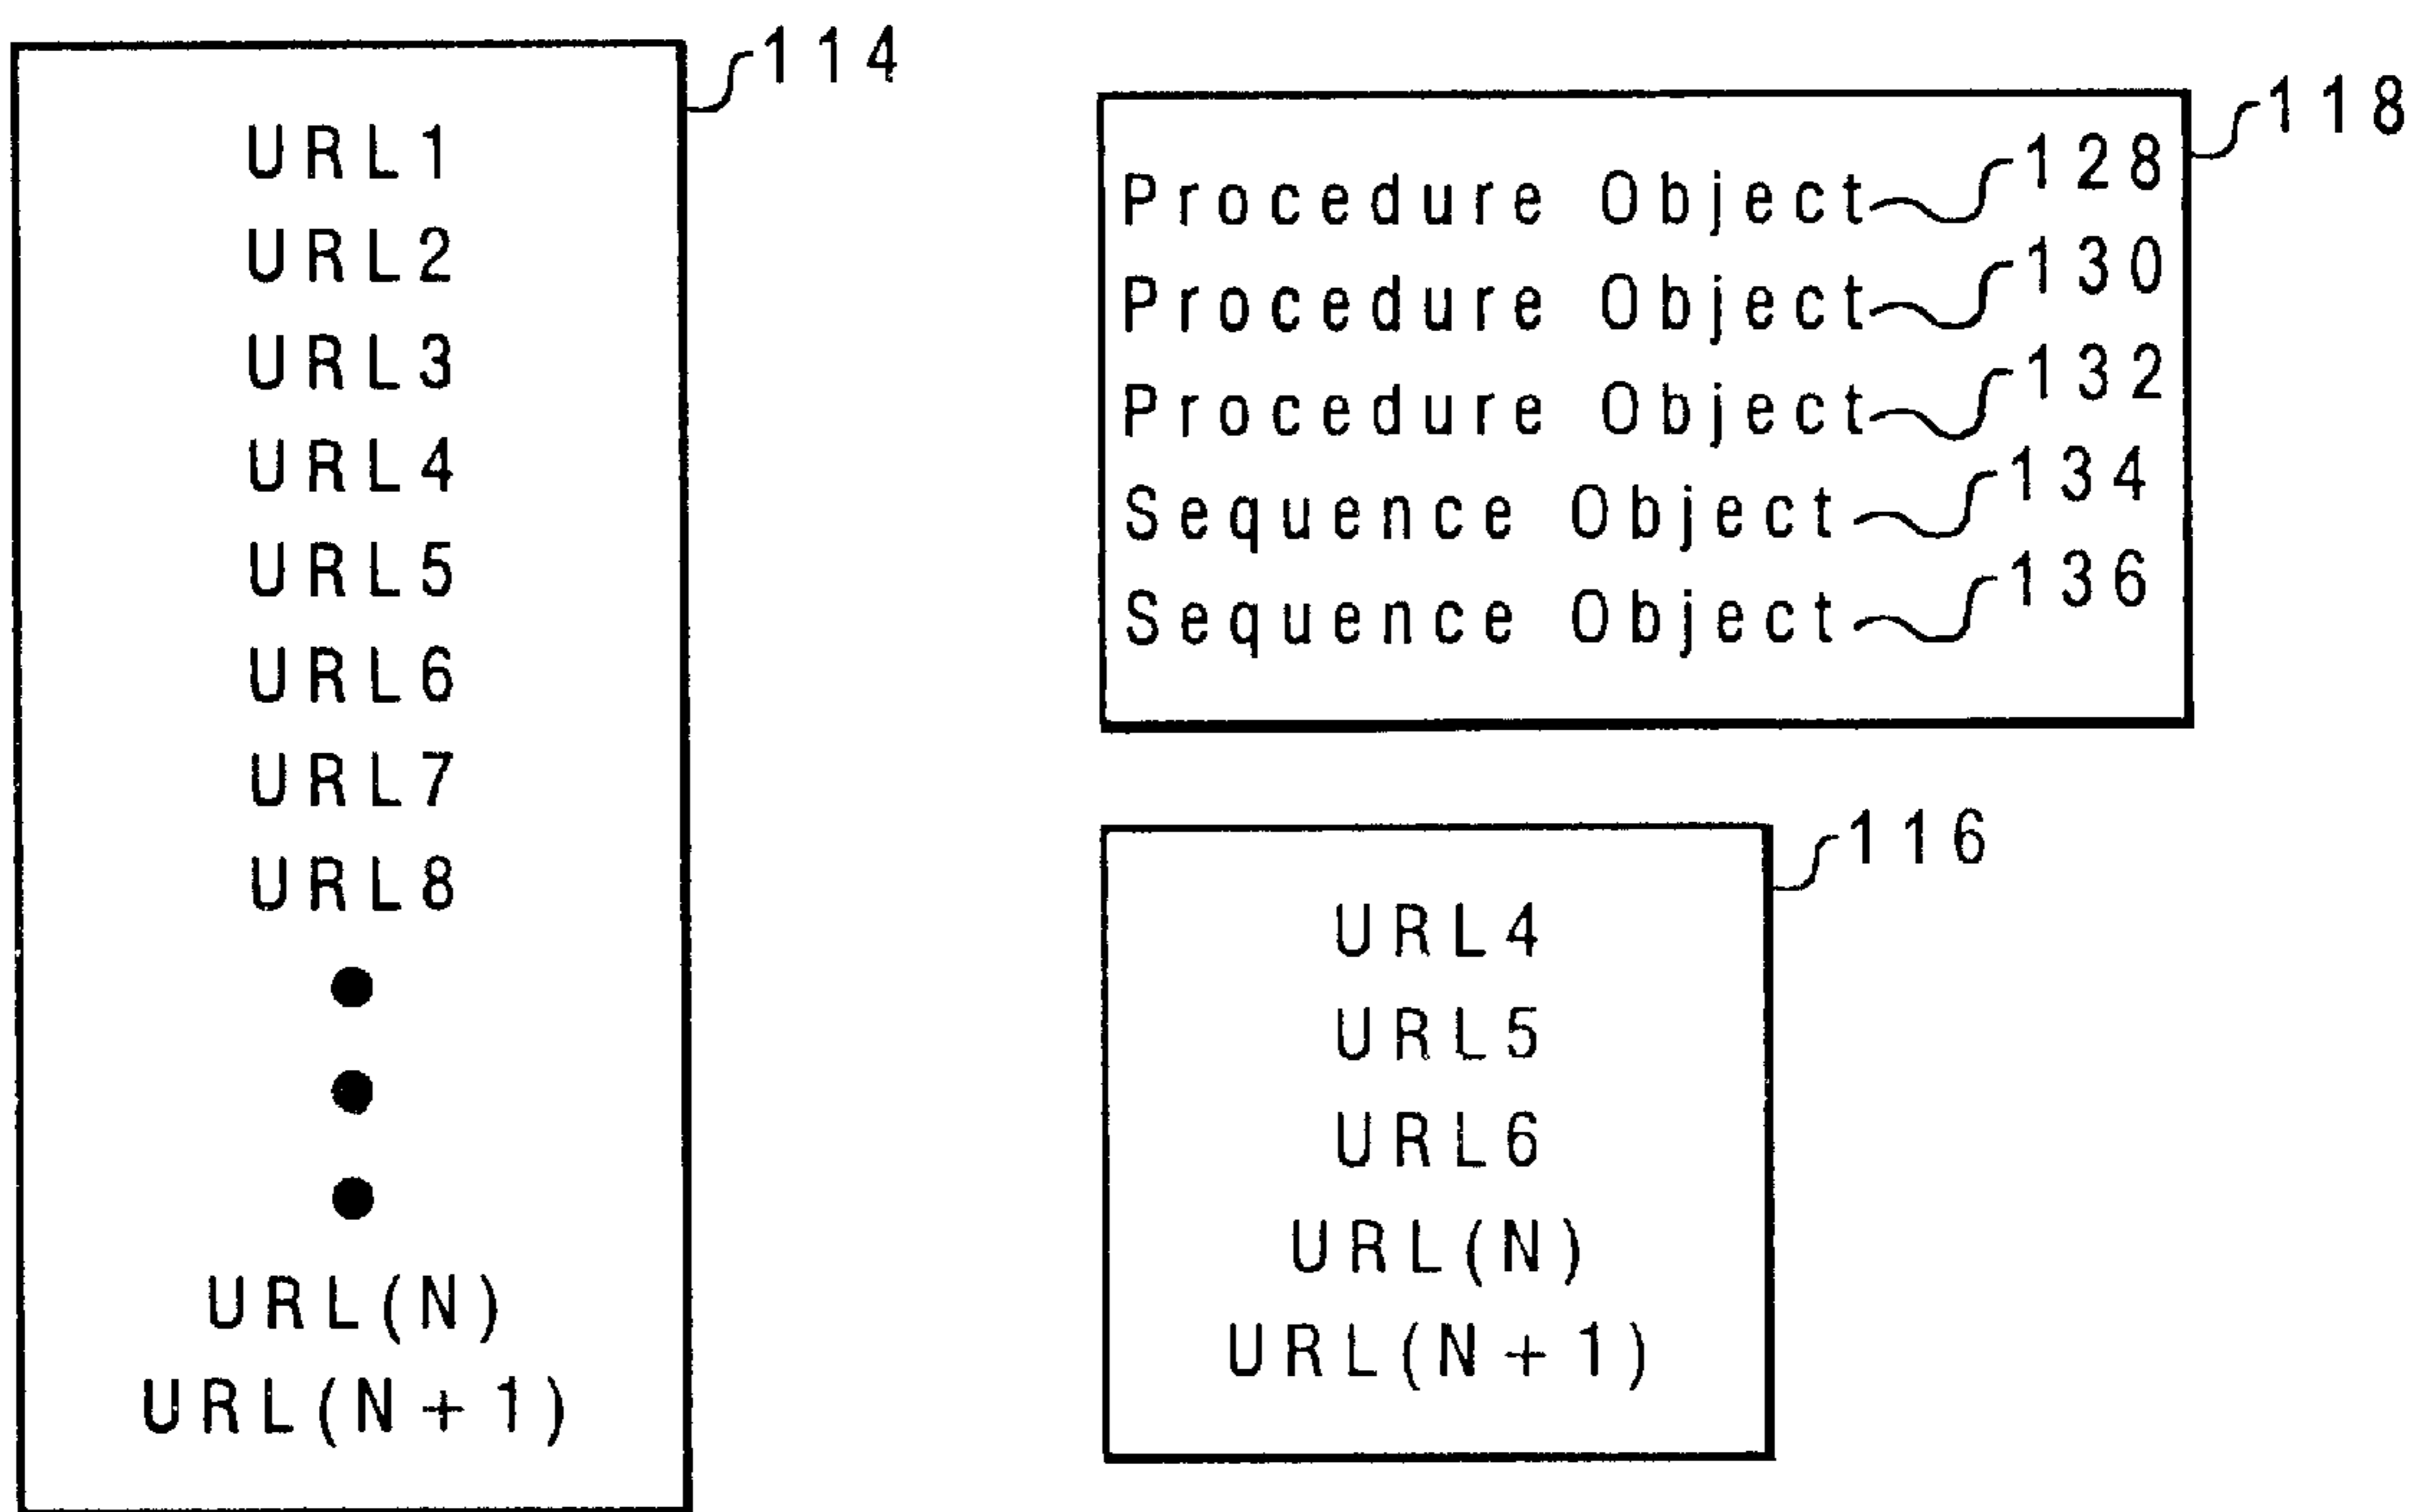 114
URL1
URL2
URL3
URL4
URL5
URL6
URL7
URL8
URL(N)
URL(N+1)
118
Procedure Object 128
Procedure Object 130
Procedure Object 132
Sequence Object 134
Sequence Object 136
116
URL4
URL5
URL6
URL(N)
URL(N+1)